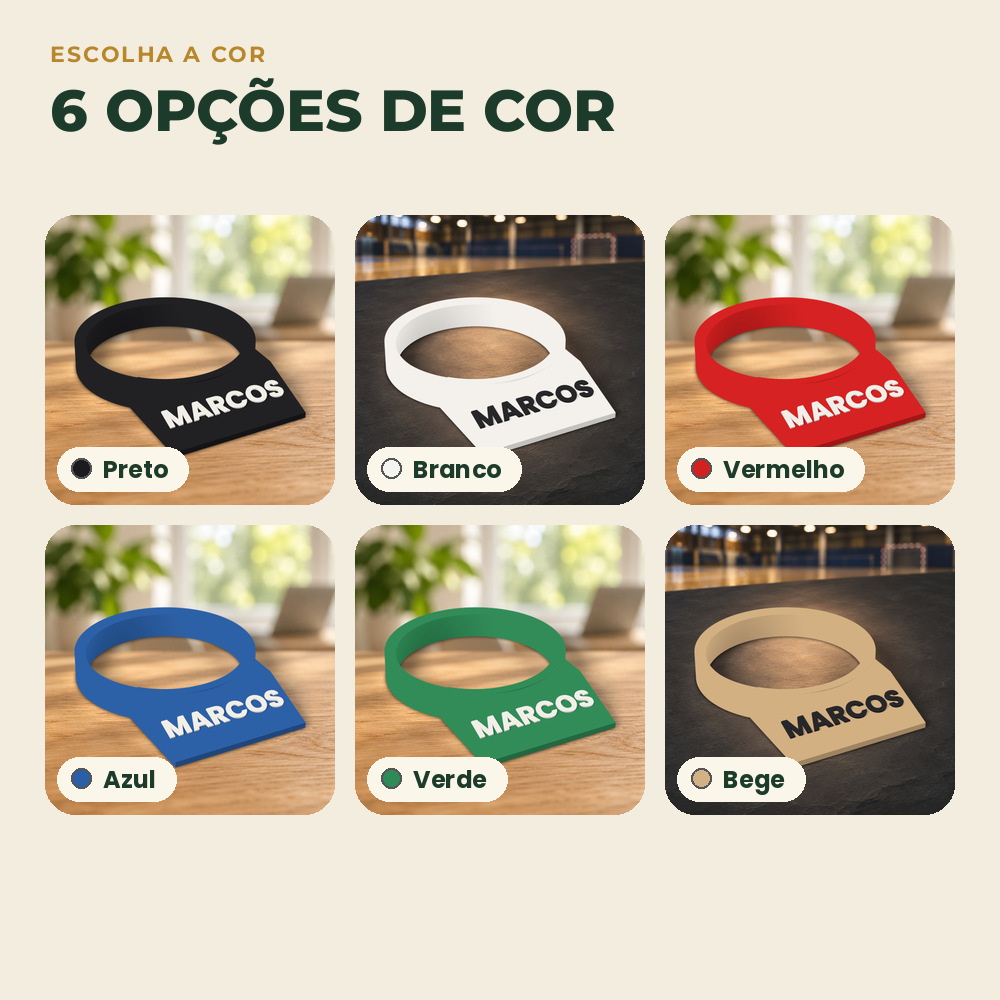 ESCOLHA A COR
6 OPÇÕES DE COR
MARCOS
MARCOS
MARCOS
Preto
Branco
Vermelho
MARCOS
MARCOS
MARCOS
Azul
Verde
Bege